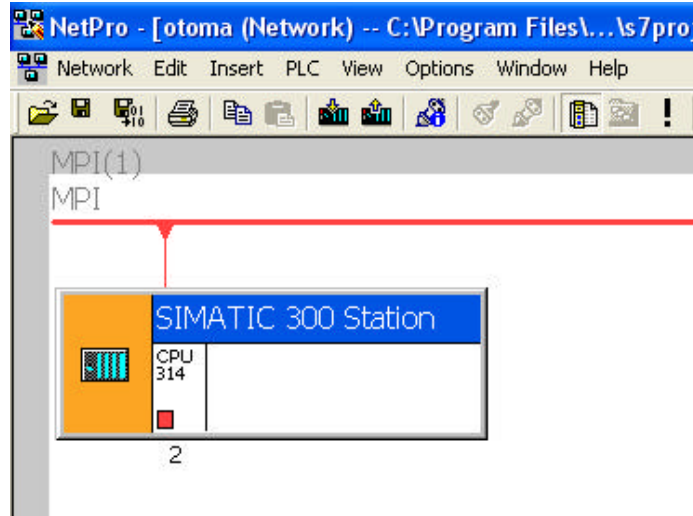 NetPro - [otoma (Network) -- C:\Program Files\...\s7pro
Network Edit Insert PLC View Options Window Help
MPI(1)
MPI
SIMATIC 300 Station
CPU
314
2